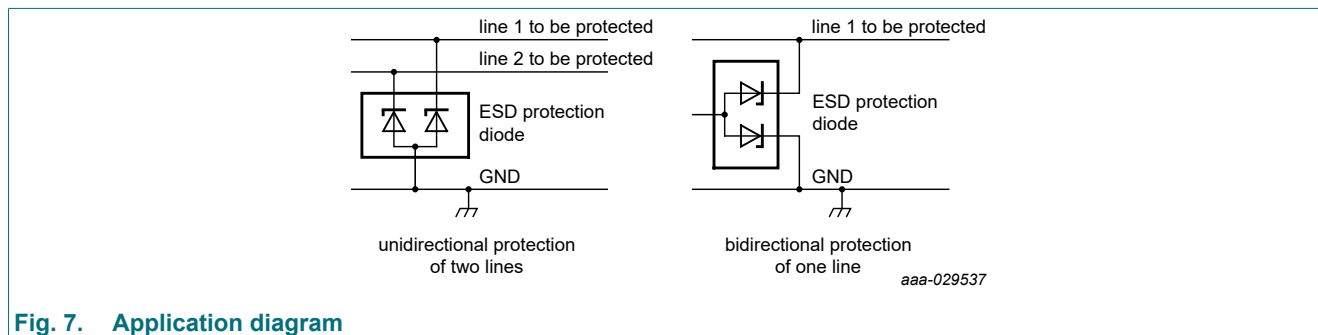 line 1 to be protected
line 2 to be protected
ESD protection
diode
GND
unidirectional protection
of two lines
line 1 to be protected
ESD protection
diode
GND
bidirectional protection
of one line
aaa-029537
Fig. 7. Application diagram